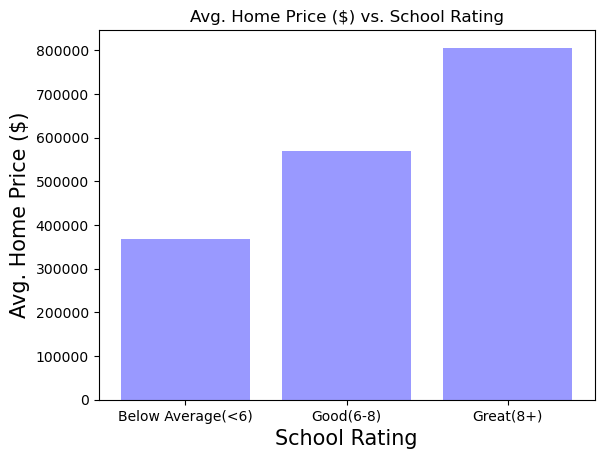 Avg. Home Price ($) vs. School Rating
Avg. Home Price ($)
800000
700000
600000
500000
400000
300000
200000
100000
0
Below Average(<6) Good(6-8) Great(8+)
School Rating